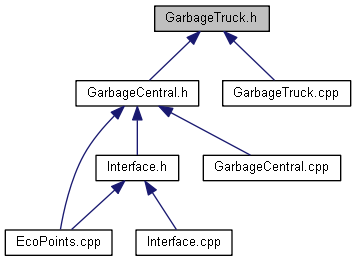 GarbageTruck.h
GarbageCentral.h
GarbageTruck.cpp
Interface.h
GarbageCentral.cpp
EcoPoints.cpp
Interface.cpp